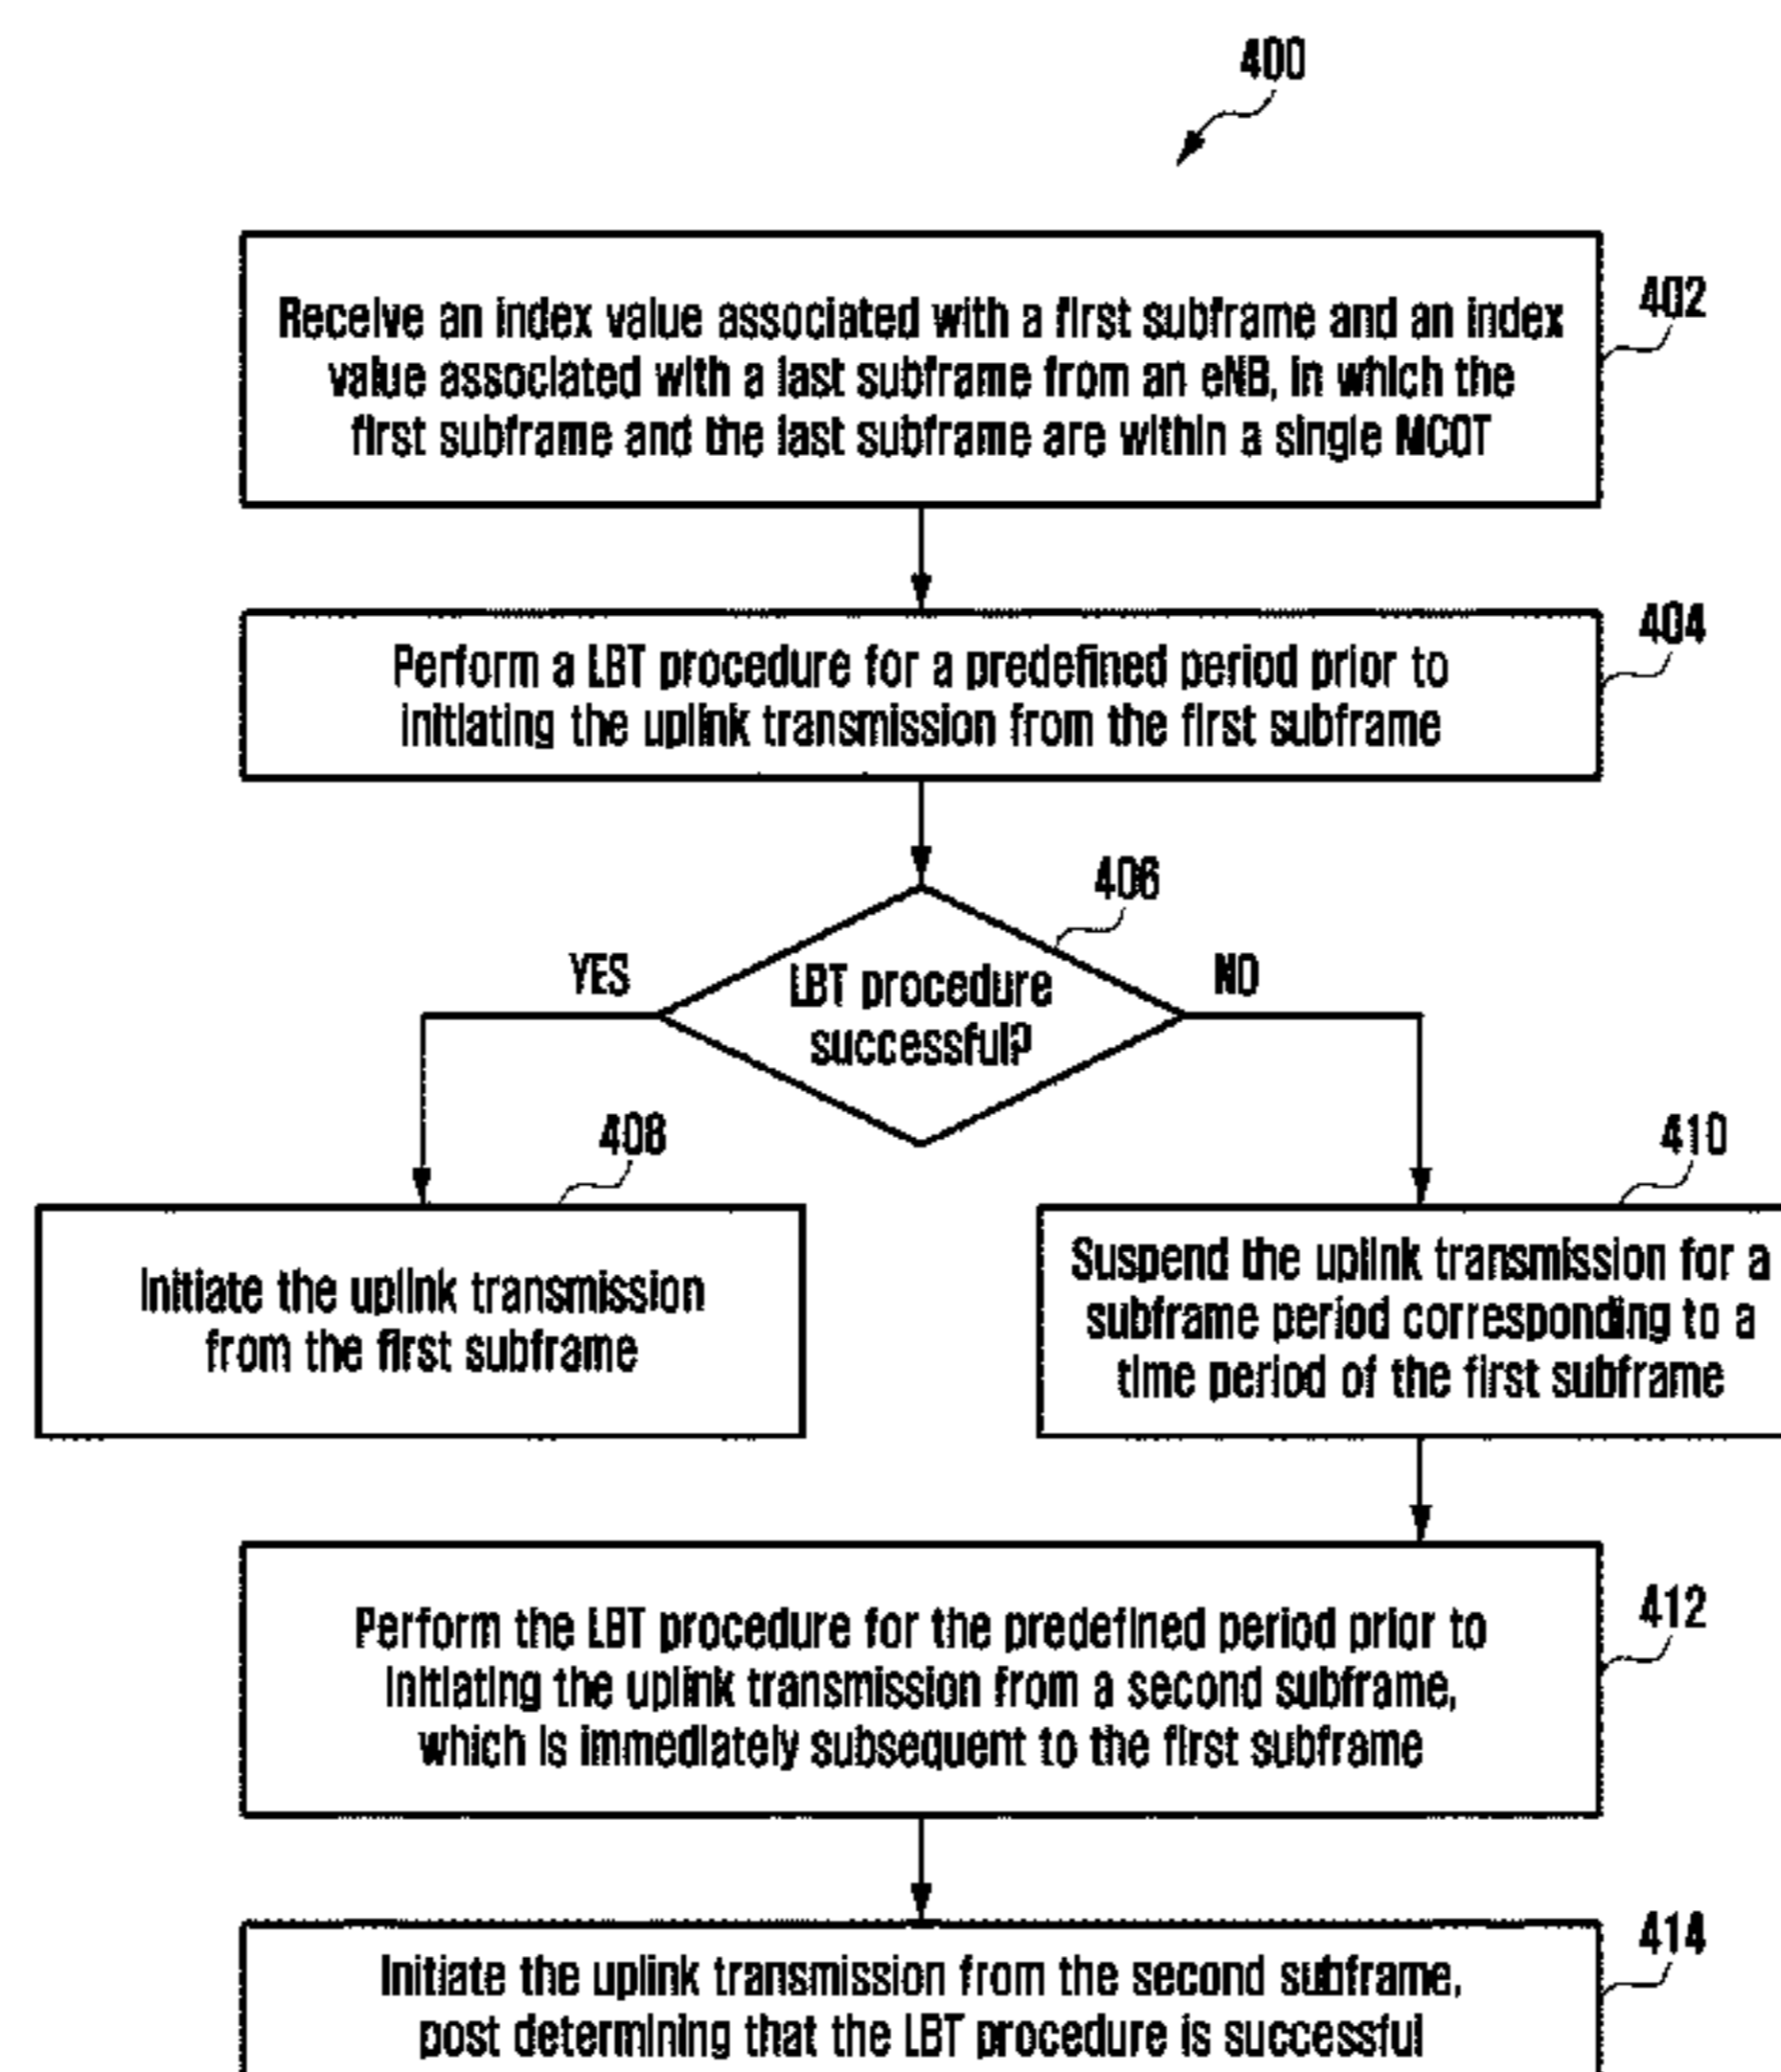 400
Receive an index value associated with a first subframe and an index
value associated with a last subframe from an eNB, in which the
first subframe and the last subframe are within a single MCOT
402
Perform a LBT procedure for a predefined period prior to
initiating the uplink transmission from the first subframe
404
406
LBT procedure
successful?
YES
NO
408
Initiate the uplink transmission
from the first subframe
410
Suspend the uplink transmission for a
subframe period corresponding to a
time period of the first subframe
Perform the LBT procedure for the predefined period prior to
initiating the uplink transmission from a second subframe,
which is immediately subsequent to the first subframe
412
Initiate the uplink transmission from the second subframe,
post determining that the LBT procedure is successful
414